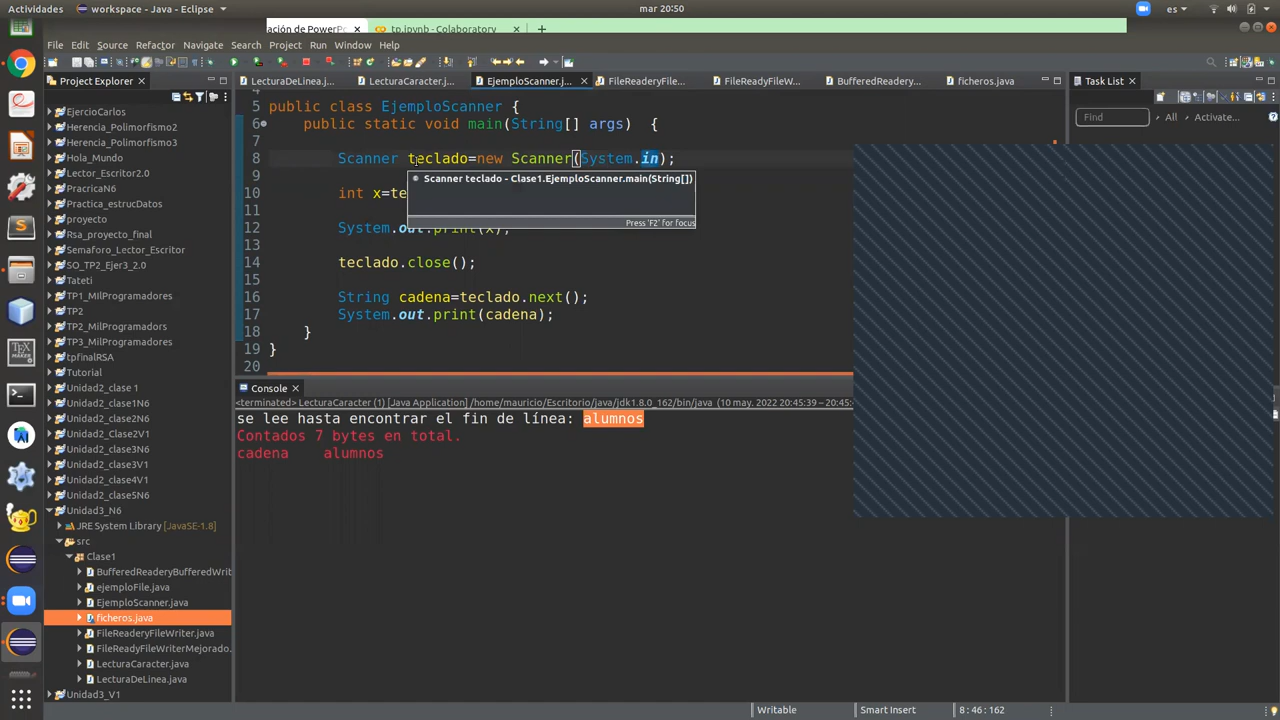 Actividades
workspace - Java - Eclipse
mar 20:50
es
ación de PowerPo
tp.ipynb - Colaboratory
File Edit Source Refactor Navigate Search Project Run Window Help
Project Explorer
LecturaDeLinea.j...
LecturaCaracter.j...
EjemploScanner.j...
FileReaderyFile...
FileReadyFileW...
BufferedReadery...
ficheros.java
Task List
Find
All
Activate...
EjercioCarlos
Herencia_Polimorfismo2
Herencia_Polimorfismo3
Hola_Mundo
Lector_Escritor2.0
PracricaN6
Practica_estrucDatos
proyecto
Rsa_proyecto_final
Semaforo_Lector_Escritor
SO_TP2_Ejer3_2.0
Tateti
TP1_MilProgramadores
TP2
TP2_MilProgramadors
TP3_MilProgramadores
tpfinalRSA
Tutorial
Unidad2_clase 1
Unidad2_clase1N6
Unidad2_clase2N6
Unidad2_Clase2V1
Unidad2_clase3N6
Unidad2_clase3V1
Unidad2_clase4V1
Unidad2_clase5N6
Unidad3_N6
JRE System Library [JavaSE-1.8]
src
Clase1
BufferedReaderyBufferedWrit
ejemploFile.java
EjemploScanner.java
ficheros.java
FileReaderyFileWriter.java
FileReadyFileWriterMejorado.
LecturaCaracter.java
LecturaDeLinea.java
Unidad3_V1
5 public class EjemploScanner {
6 public static void main(String[] args) {
7
8 Scanner teclado=new Scanner(System.in);
9
Scanner teclado - Clase1.EjemploScanner.main(String[])
10 int x=te
11
Press 'F2' for focus
12 System.out.print(x);
13
14 teclado.close();
15
16 String cadena=teclado.next();
17 System.out.print(cadena);
18 }
19 }
20
Console
<terminated> LecturaCaracter (1) [Java Application] /home/mauricio/Escritorio/java/jdk1.8.0_162/bin/java (10 may. 2022 20:45:39 – 20:45:
se lee hasta encontrar el fin de línea: alumnos
Contados 7 bytes en total.
cadena alumnos
Writable
Smart Insert
8 : 46 : 162